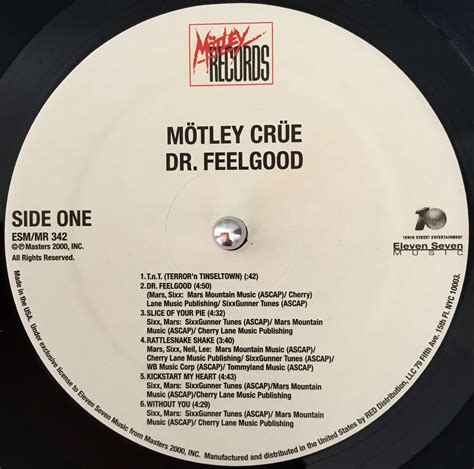 MÖTLEY
RECORDS
MÖTLEY CRÜE
DR. FEELGOOD
SIDE ONE
ESM/MR 342
©℗Masters 2000, INC.
All Rights Reserved.
10
TENTH STREET ENTERTAINMENT
Eleven Seven
MUSIC
1.T.n.T. (TERROR'n TINSELTOWN) (:42)
2.DR. FEELGOOD (4:50)
(Mars, Sixx: Mars Mountain Music (ASCAP)/ Cherry
Lane Music Publishing/ SixxGunner Tunes (ASCAP)
3.SLICE OF YOUR PIE (4:32)
Sixx, Mars: SixxGunner Tunes (ASCAP)/ Mars Mountain
Music (ASCAP)/ Cherry Lane Music Publishing
4.RATTLESNAKE SHAKE (3:40)
Mars, Sixx, Neil, Lee: Mars Mountain Music (ASCAP)/
Cherry Lane Music Publishing/ SixxGunner Tunes (ASCAP)/
WB Music Corp (ASCAP)/ Tommyland Music (ASCAP)
5.KICKSTART MY HEART (4:43)
Sixx: SixxGunner Tunes (ASCAP)/ Mars Mountain Music
(ASCAP)/Cherry Lane Music Publishing
6.WITHOUT YOU (4:29)
Sixx, Mars: SixxGunner Tunes (ASCAP)/ Mars Mountain Music
(ASCAP)/ Cherry Lane Music Publishing
Made in the USA. Under exclusive license to Eleven Seven Music from Masters 2000, INC. Manufactured and distributed in the United States by RED Distribution, LLC 79 Fifth Ave. 15th Fl. NYC 10003.